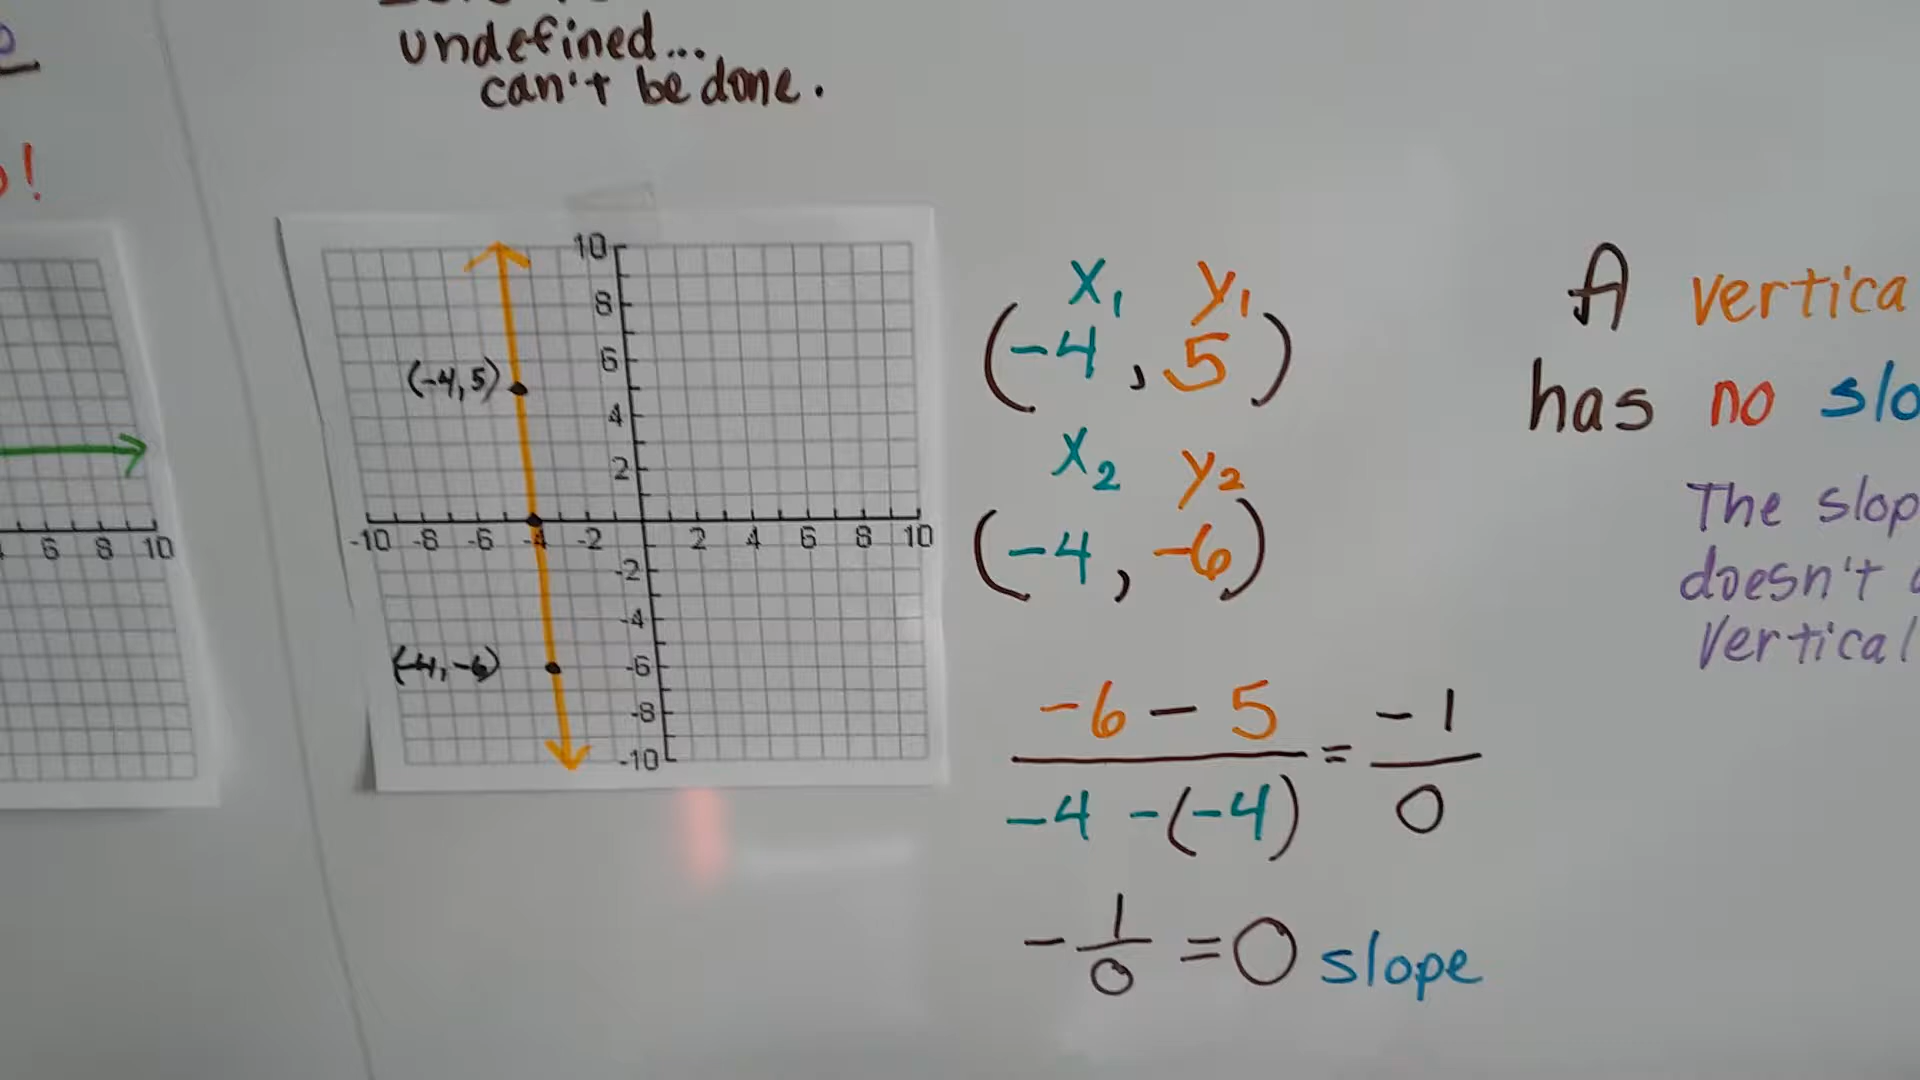 undefined...
can't be done.
!
10
8
6
4
2
-10 -8 -6 -4 -2 2 4 6 8 10
-2
-4
-6
-8
-10
(-4,5)
(-4,-6)
6 8 10
x₁ y₁
(-4, 5)
x₂ y₂
(-4, -6)
-6 - 5 / -4 -(-4) = -1 / 0
- 1/0 = 0 slope
A vertica
has no slo
The slop
doesn't
vertical